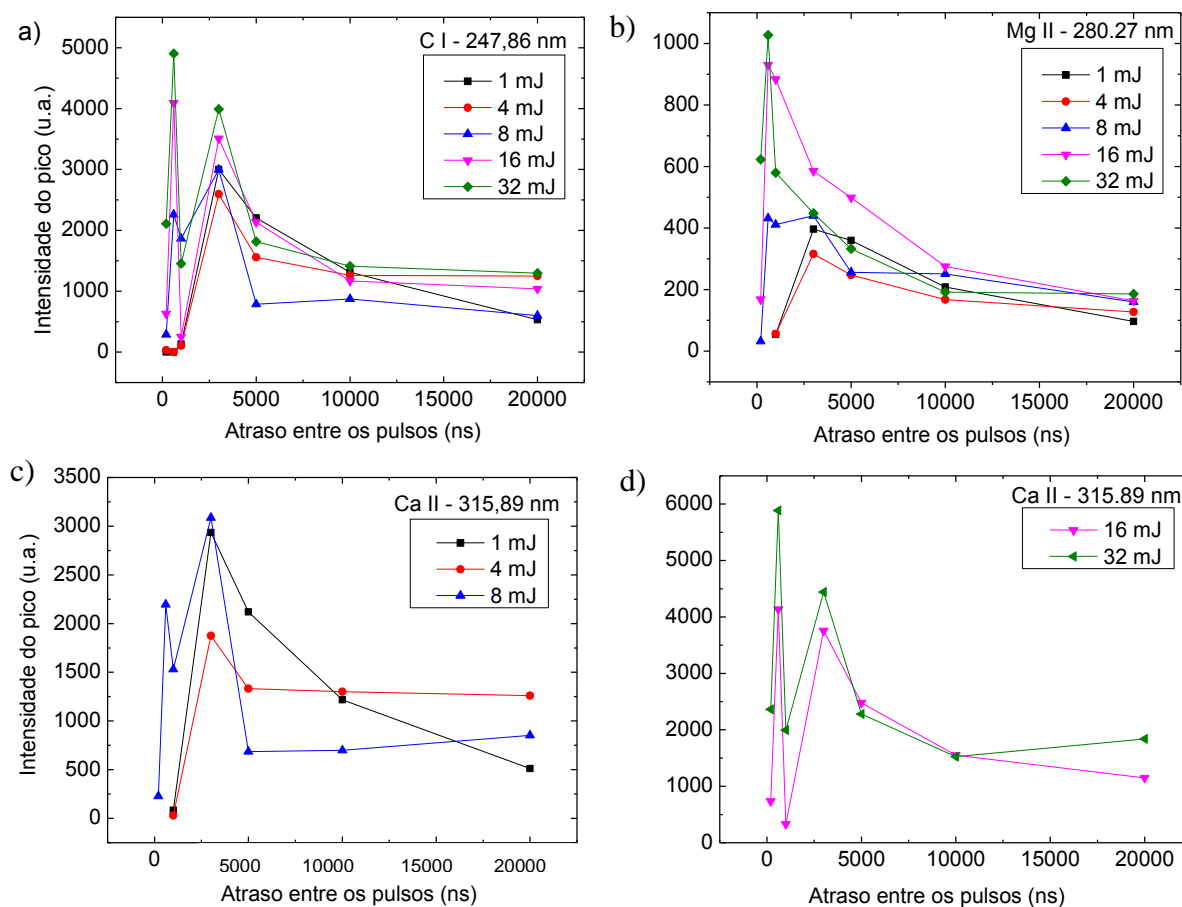 a)
C I - 247,86 nm
1 mJ
4 mJ
8 mJ
16 mJ
32 mJ
5000
4000
3000
2000
1000
0
Intensidade do pico (u.a.)
0 5000 10000 15000 20000
Atraso entre os pulsos (ns)
b)
Mg II - 280.27 nm
1 mJ
4 mJ
8 mJ
16 mJ
32 mJ
1000
800
600
400
200
0
0 5000 10000 15000 20000
Atraso entre os pulsos (ns)
c)
Ca II - 315,89 nm
1 mJ
4 mJ
8 mJ
3500
3000
2500
2000
1500
1000
500
0
Intensidade do pico (u.a.)
0 5000 10000 15000 20000
Atraso entre os pulsos (ns)
d)
Ca II - 315.89 nm
16 mJ
32 mJ
6000
5000
4000
3000
2000
1000
0
0 5000 10000 15000 20000
Atraso entre os pulsos (ns)